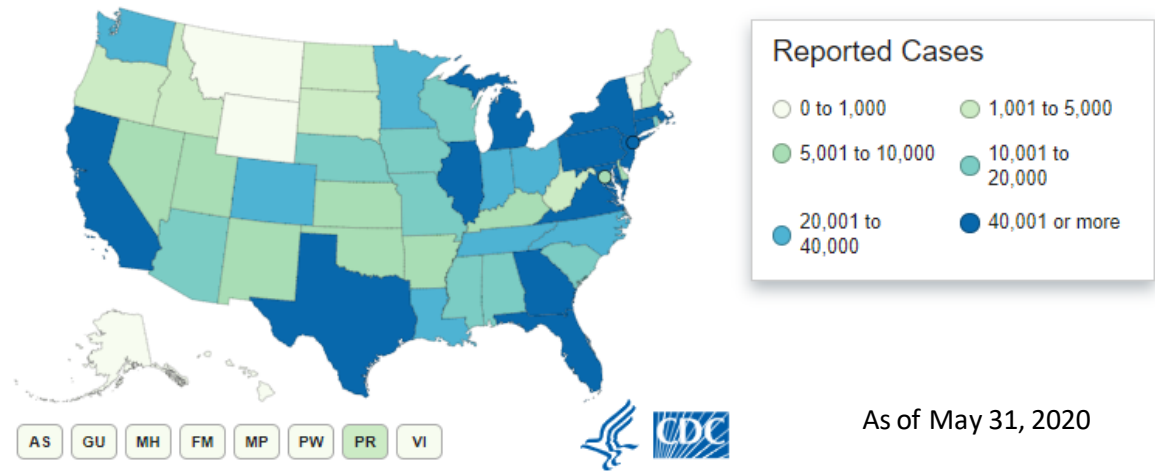 Reported Cases
0 to 1,000
1,001 to 5,000
5,001 to 10,000
10,001 to
20,000
20,001 to
40,000
40,001 or more
AS GU MH FM MP PW PR VI
CDC
As of May 31, 2020